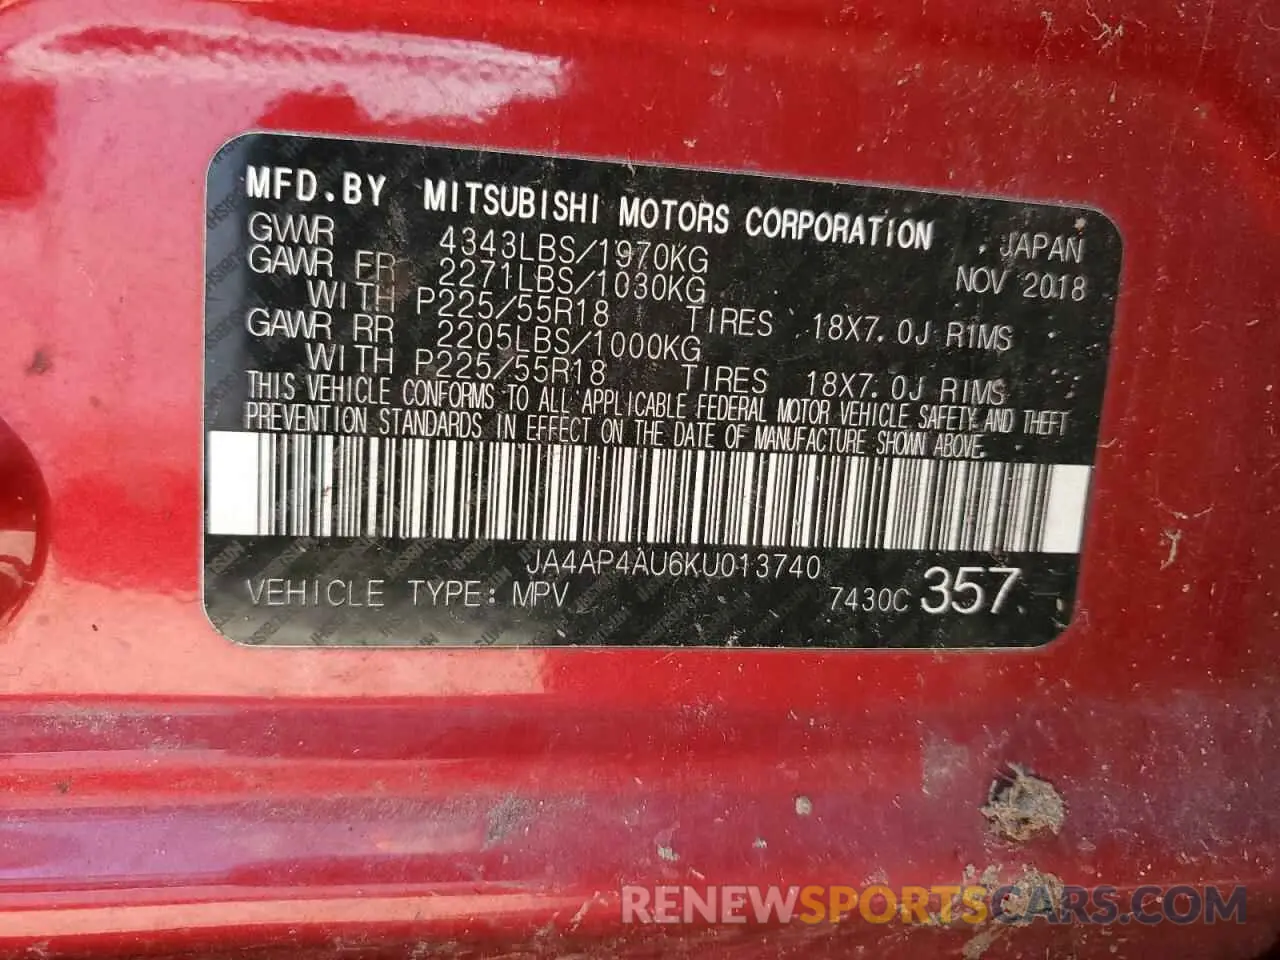 MFD.BY MITSUBISHI MOTORS CORPORATION
JAPAN
GVWR 4343LBS/1970KG NOV 2018
GAWR FR 2271LBS/1030KG
WITH P225/55R18 TIRES 18X7.0J RIMS
GAWR RR 2205LBS/1000KG
WITH P225/55R18 TIRES 18X7.0J RIMS
THIS VEHICLE CONFORMS TO ALL APPLICABLE FEDERAL MOTOR VEHICLE SAFETY AND THEFT
PREVENTION STANDARDS IN EFFECT ON THE DATE OF MANUFACTURE SHOWN ABOVE.
JA4AP4AU6KU013740
VEHICLE TYPE: MPV 7430C 357
RENEWSPORTSCARS.COM